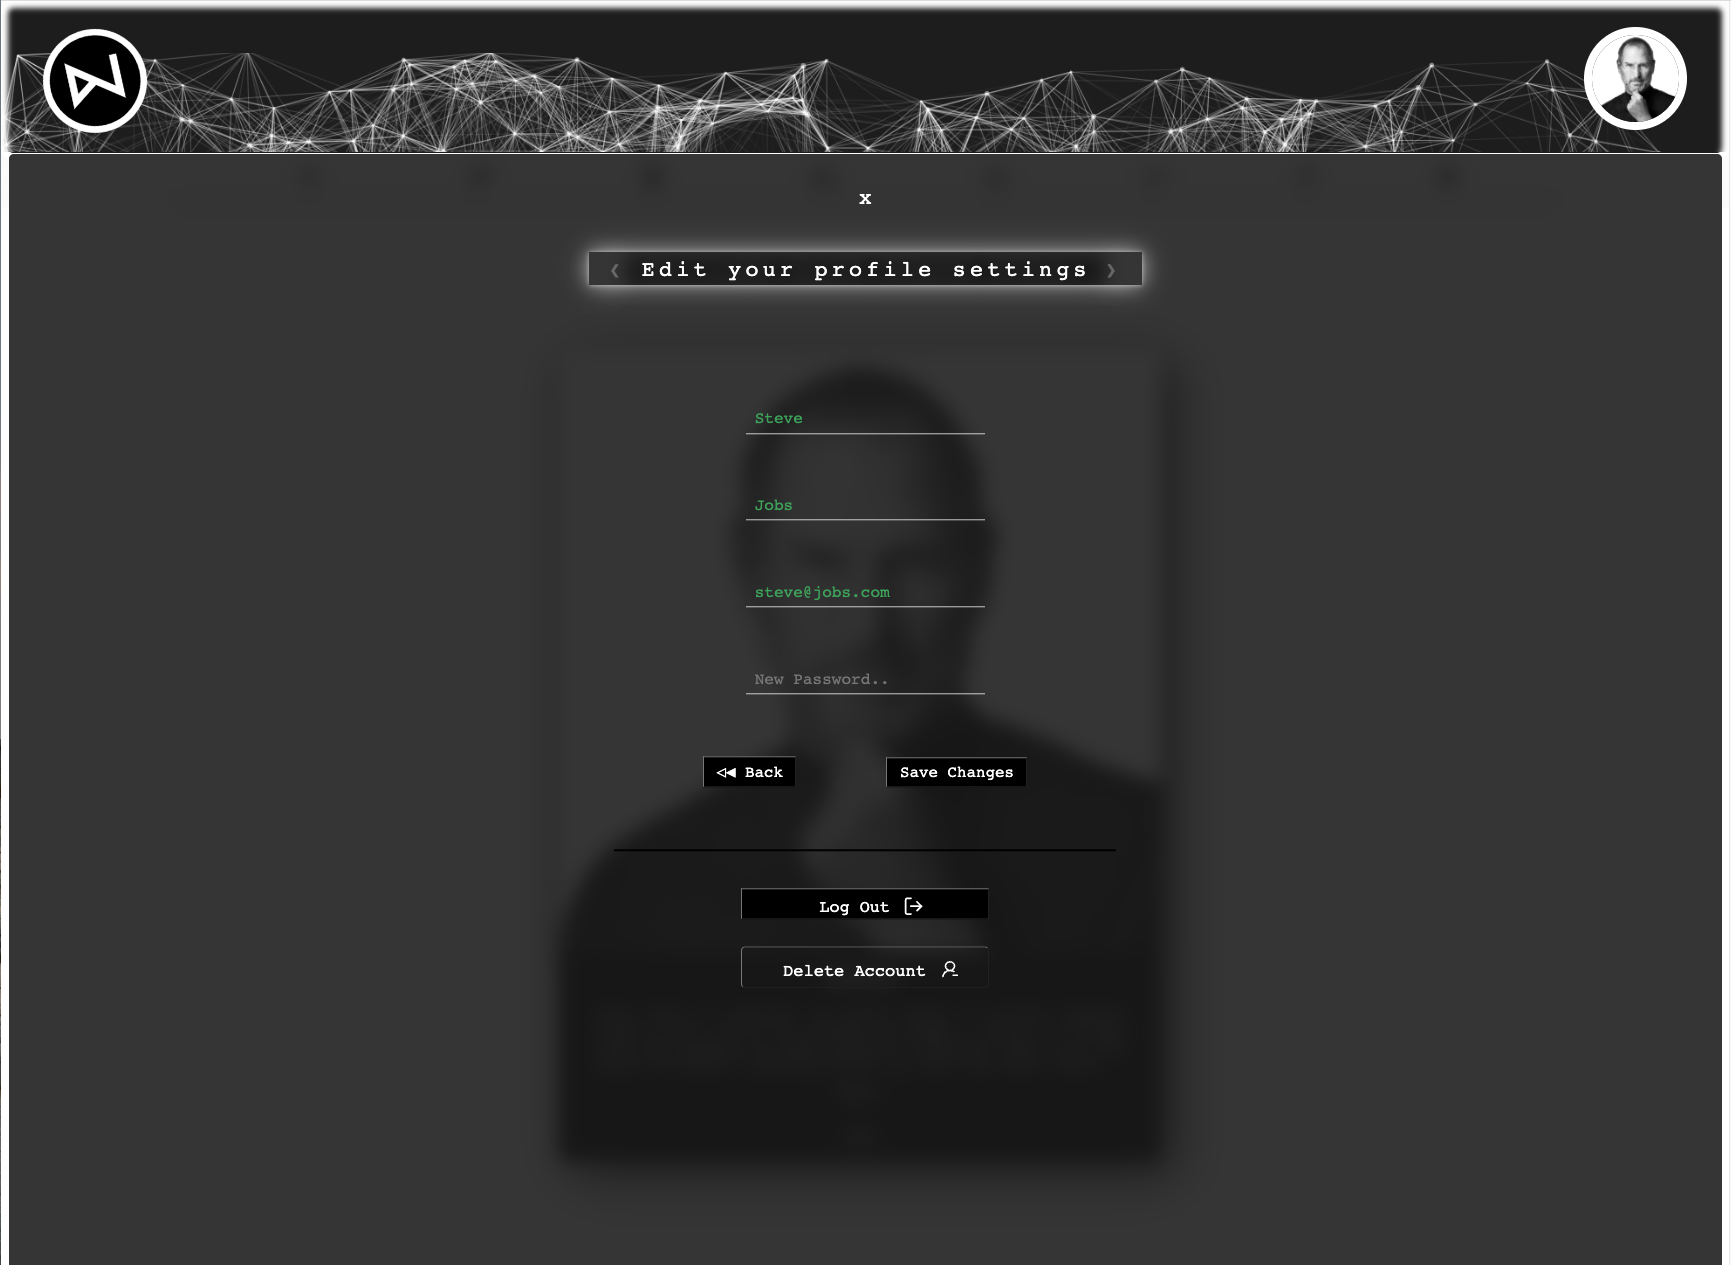 x
❮ Edit your profile settings ❯
Steve
Jobs
steve@jobs.com
New Password..
Back
Save Changes
Log Out
Delete Account